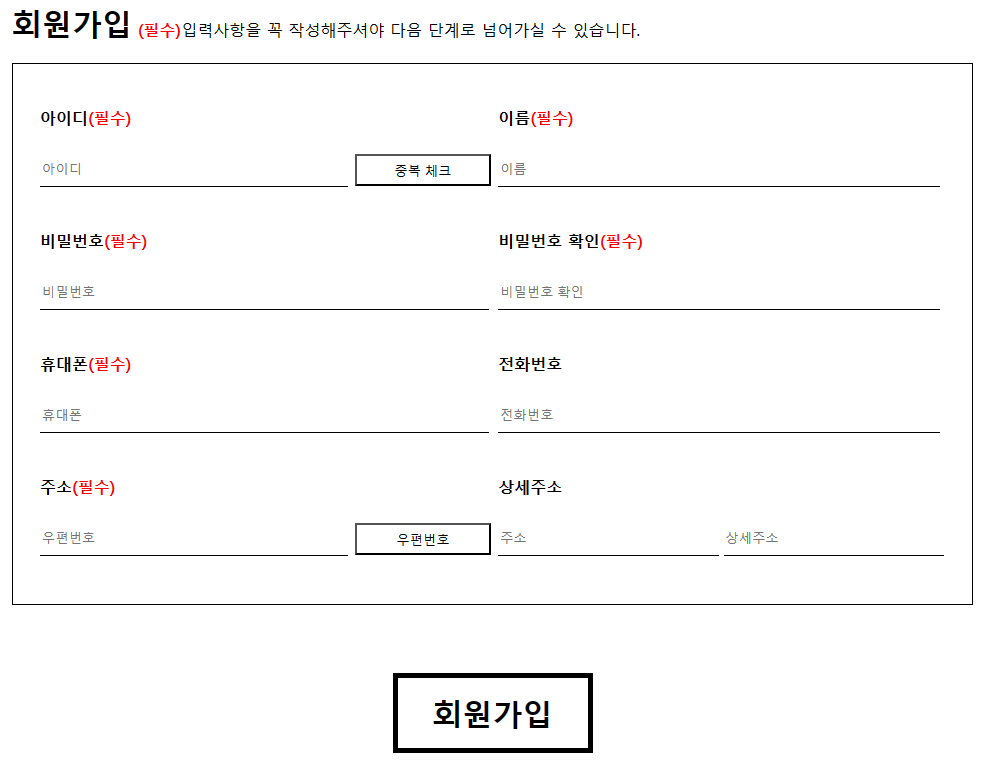 회원가입 (필수)입력사항을 꼭 작성해주셔야 다음 단계로 넘어가실 수 있습니다.
아이디(필수) 이름(필수)
아이디 중복 체크 이름
비밀번호(필수) 비밀번호 확인(필수)
비밀번호 비밀번호 확인
휴대폰(필수) 전화번호
휴대폰 전화번호
주소(필수) 상세주소
우편번호 우편번호 주소 상세주소
회원가입